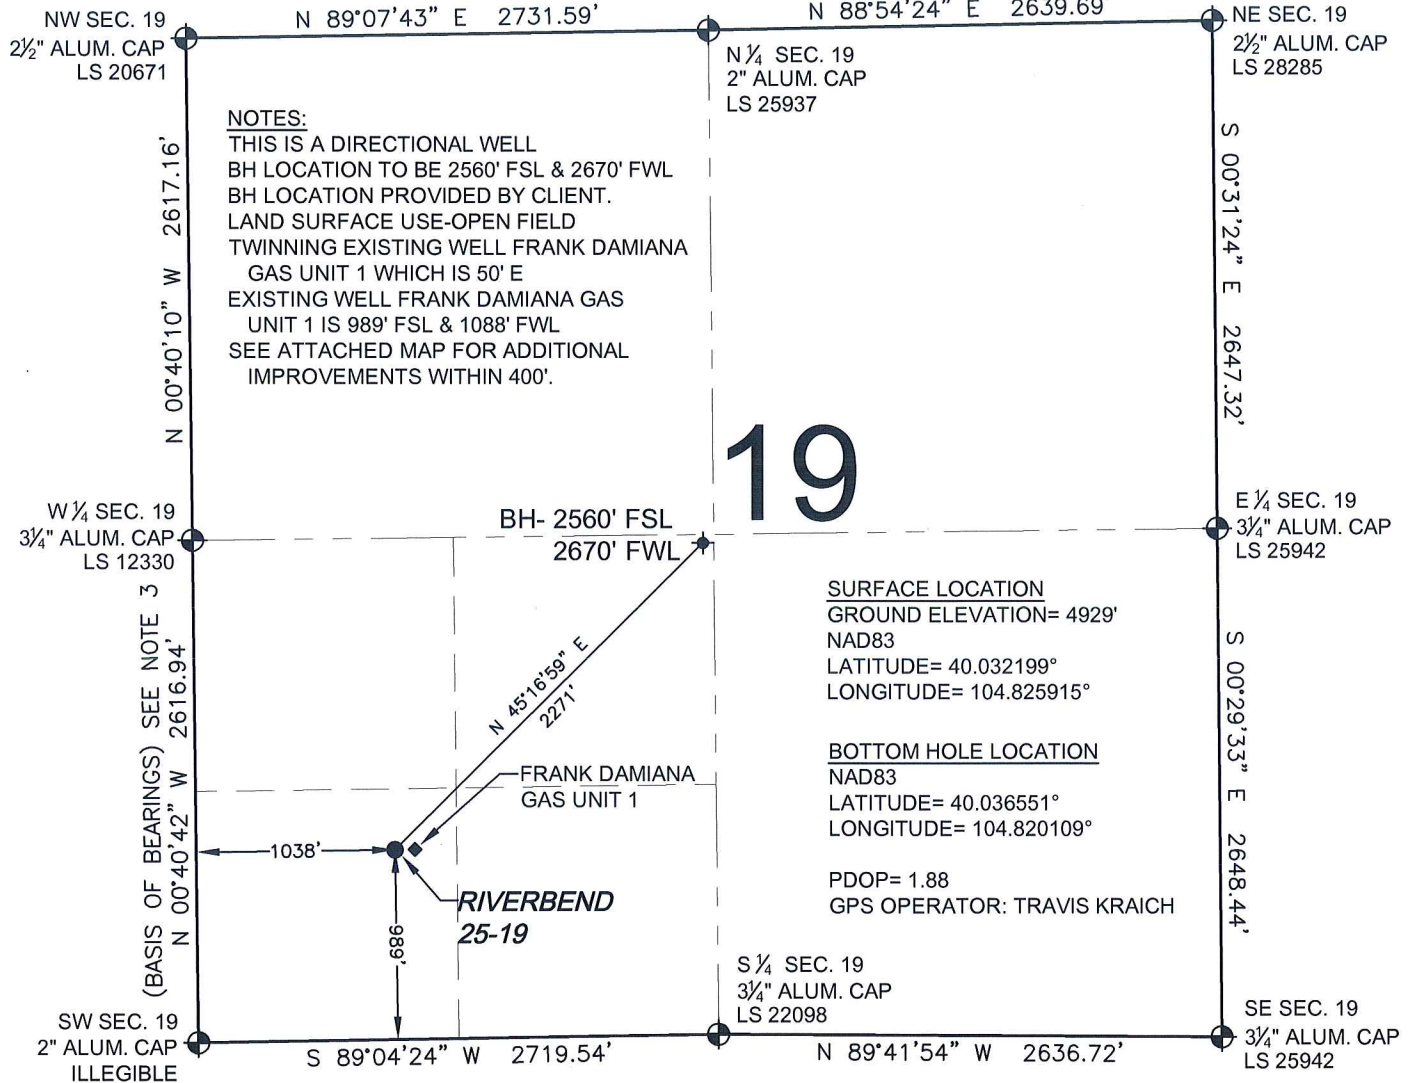 NW SEC. 19
2½" ALUM. CAP
LS 20671
N 89°07'43" E 2731.59'
N 88°54'24" E 2639.69'
NE SEC. 19
2½" ALUM. CAP
LS 28285
N ¼ SEC. 19
2" ALUM. CAP
LS 25937
NOTES:
THIS IS A DIRECTIONAL WELL
BH LOCATION TO BE 2560' FSL & 2670' FWL
BH LOCATION PROVIDED BY CLIENT.
LAND SURFACE USE-OPEN FIELD
TWINNING EXISTING WELL FRANK DAMIANA
GAS UNIT 1 WHICH IS 50' E
EXISTING WELL FRANK DAMIANA GAS
UNIT 1 IS 989' FSL & 1088' FWL
SEE ATTACHED MAP FOR ADDITIONAL
IMPROVEMENTS WITHIN 400'.
N 00°40'10" W 2617.16'
S 00°31'24" E 2647.32'
19
W ¼ SEC. 19
3¼" ALUM. CAP
LS 12330
BH- 2560' FSL
2670' FWL
E ¼ SEC. 19
3¼" ALUM. CAP
LS 25942
SURFACE LOCATION
GROUND ELEVATION= 4929'
NAD83
LATITUDE= 40.032199°
LONGITUDE= 104.825915°
BOTTOM HOLE LOCATION
NAD83
LATITUDE= 40.036551°
LONGITUDE= 104.820109°
PDOP= 1.88
GPS OPERATOR: TRAVIS KRAICH
(BASIS OF BEARINGS) SEE NOTE 3
N 00°40'42" W 2616.94'
N 45°16'59" E
2271'
S 00°29'33" E 2648.44'
FRANK DAMIANA
GAS UNIT 1
1038'
RIVERBEND
25-19
989'
S ¼ SEC. 19
3¼" ALUM. CAP
LS 22098
SW SEC. 19
2" ALUM. CAP
ILLEGIBLE
S 89°04'24" W 2719.54'
N 89°41'54" W 2636.72'
SE SEC. 19
3¼" ALUM. CAP
LS 25942